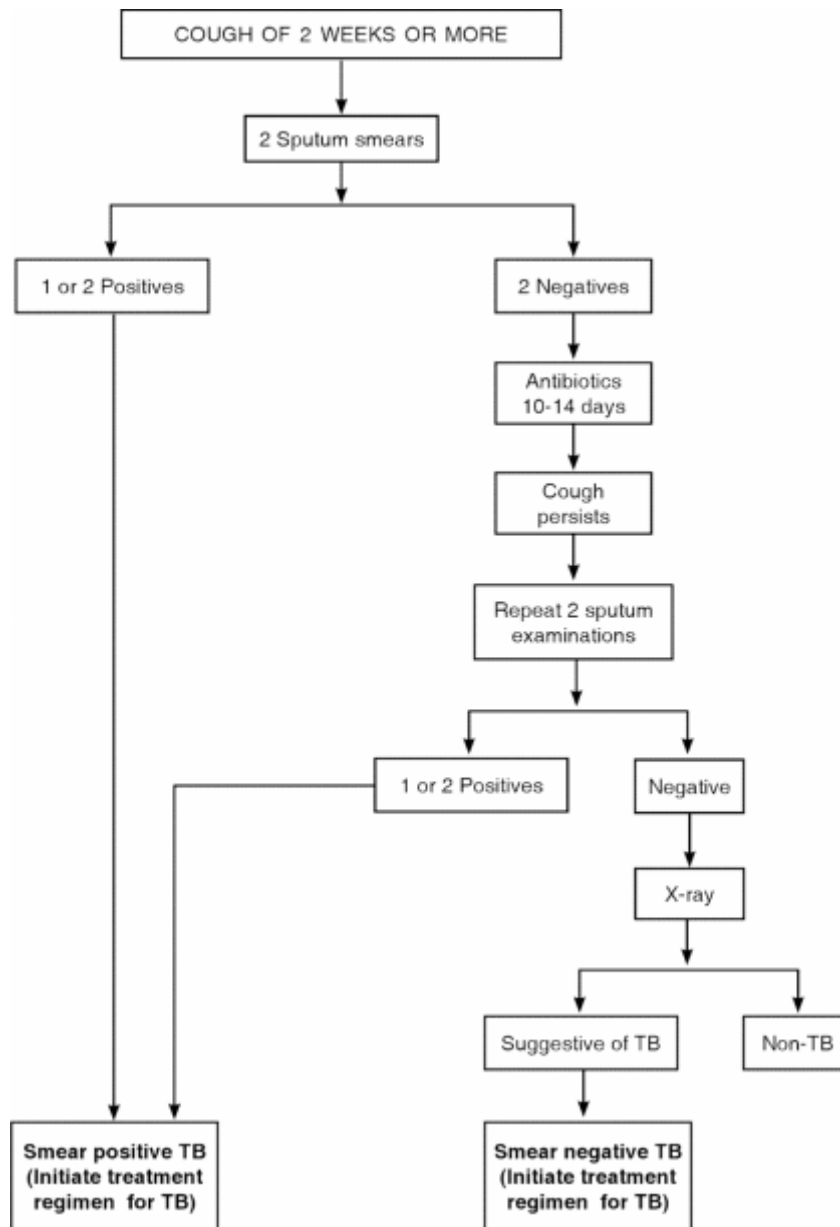 COUGH OF 2 WEEKS OR MORE
2 Sputum smears
1 or 2 Positives
2 Negatives
Antibiotics
10-14 days
Cough
persists
Repeat 2 sputum
examinations
1 or 2 Positives
Negative
X-ray
Suggestive of TB
Non-TB
Smear positive TB
(Initiate treatment
regimen for TB)
Smear negative TB
(Initiate treatment
regimen for TB)